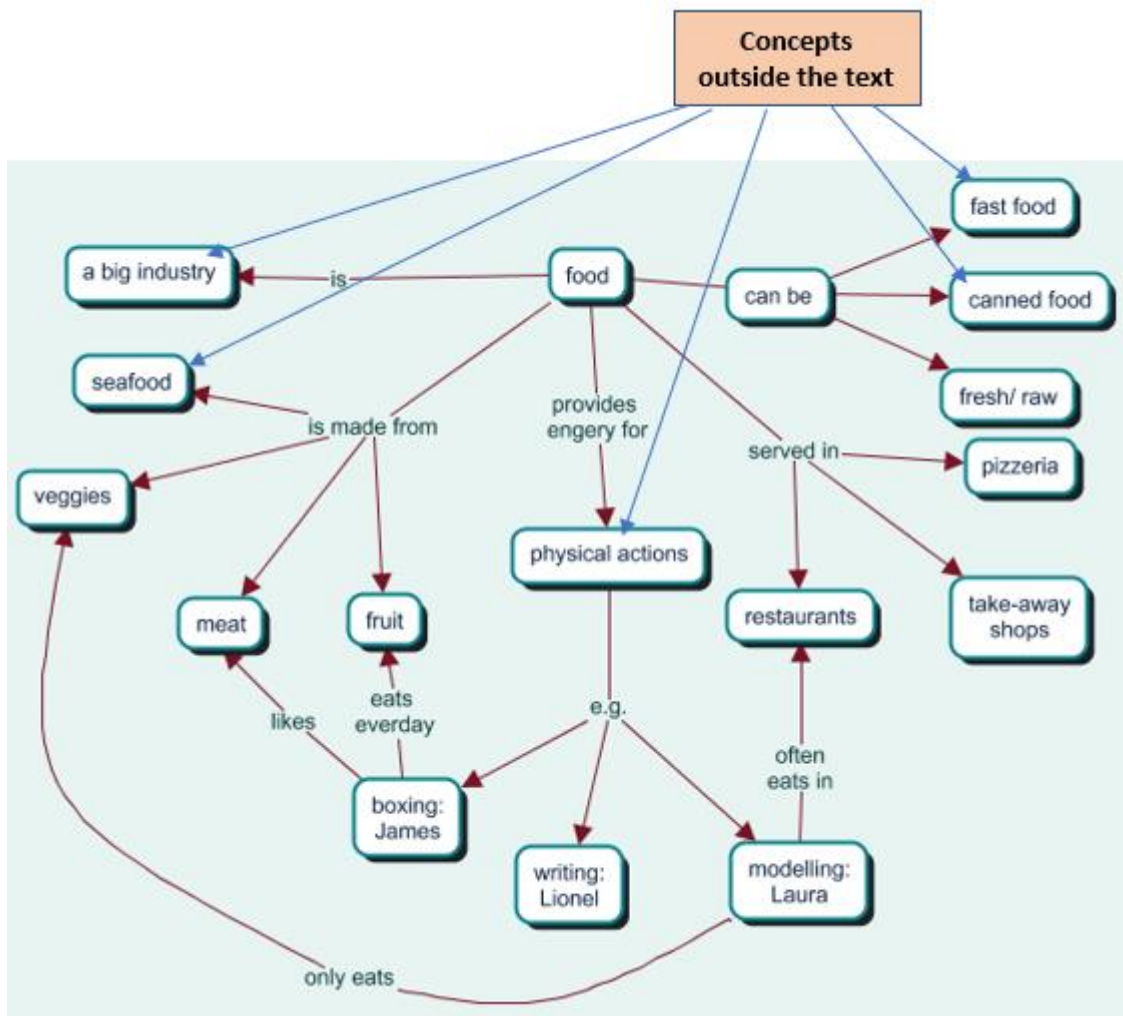 Concepts
outside the text
fast food
a big industry
is
food
can be
canned food
seafood
fresh/ raw
is made from
provides
engery for
served in
pizzeria
veggies
physical actions
meat
fruit
restaurants
take-away
shops
likes
eats
everday
e.g.
often
eats in
boxing:
James
writing:
Lionel
modelling:
Laura
only eats